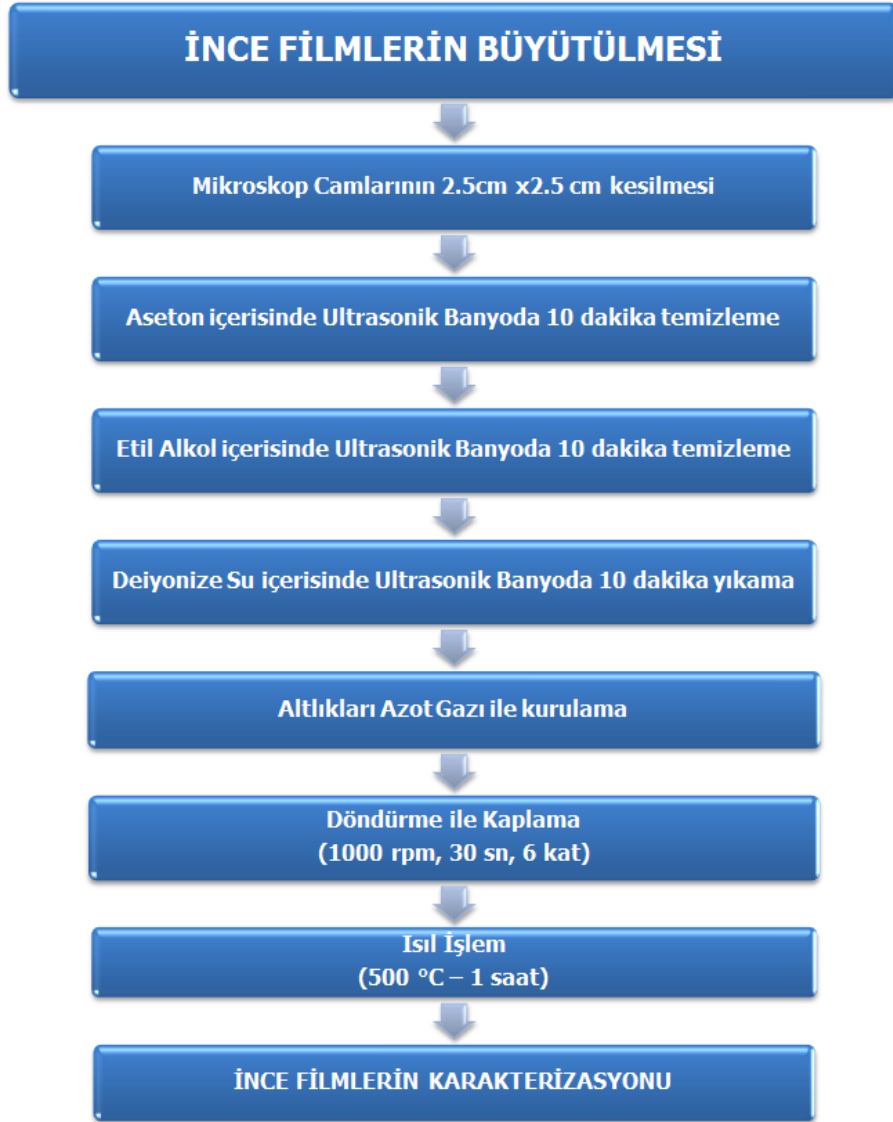 İNCE FİLMLERİN BÜYÜTÜLMESİ
Mikroskop Camlarının 2.5cm x2.5 cm kesilmesi
Aseton içerisinde Ultrasonik Banyoda 10 dakika temizleme
Etil Alkol içerisinde Ultrasonik Banyoda 10 dakika temizleme
Deiyonize Su içerisinde Ultrasonik Banyoda 10 dakika yıkama
Altlıkları Azot Gazı ile kurulama
Döndürme ile Kaplama
(1000 rpm, 30 sn, 6 kat)
Isıl İşlem
(500 °C – 1 saat)
İNCE FİLMLERİN KARAKTERİZASYONU